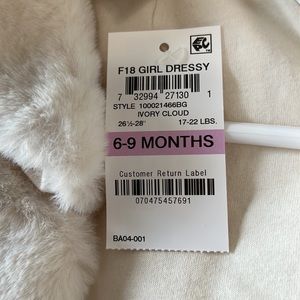 F18 GIRL DRESSY
7 32994 27130 1
STYLE 100021466BG
IVORY CLOUD
26½-28" 17-22 LBS.
6-9 MONTHS
Customer Return Label
070475457691
BA04-001